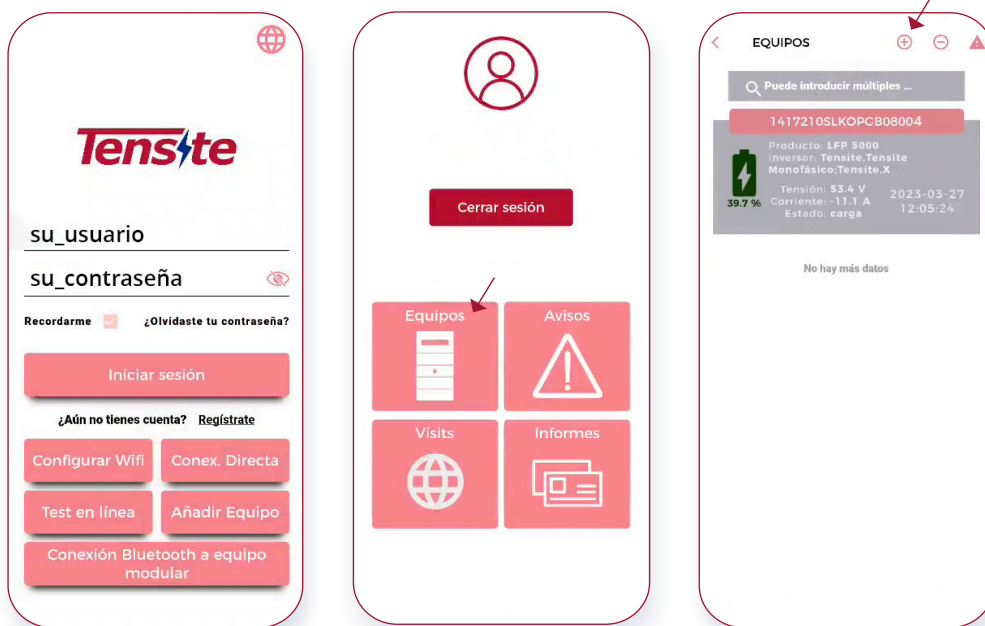 Tensite
su_usuario
su_contraseña
Recordarme ¿Olvidaste tu contraseña?
Iniciar sesión
¿Aún no tienes cuenta? Regístrate
Configurar Wifi Conex. Directa
Test en línea Añadir Equipo
Conexión Bluetooth a equipo
modular
Cerrar sesión
Equipos Avisos
Visits Informes
EQUIPOS
Puede introducir múltiples ...
1417210SLKOPCB08004
Producto: LFP 5000
Inversor: Tensite,Tensite
Monofásico;Tensite,X
Tensión: 53.4 V
Corriente: -11.1 A
Estado: carga
39.7 %
2023-03-27
12:05:24
No hay más datos